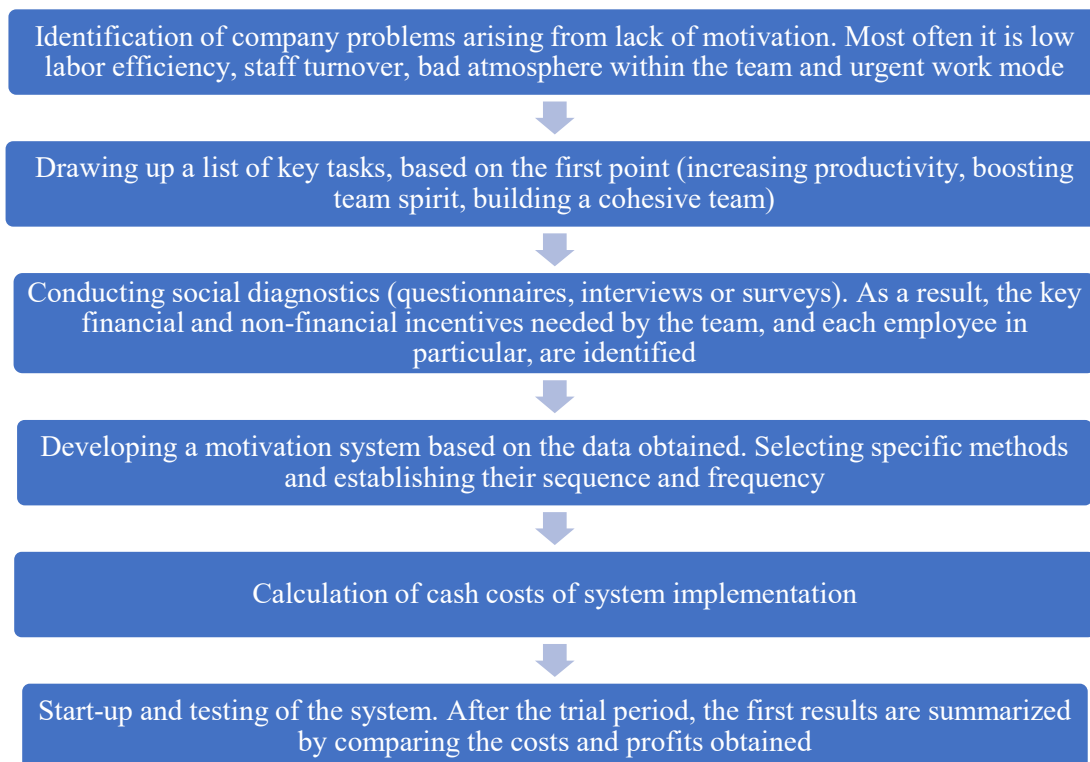 Identification of company problems arising from lack of motivation. Most often it is low
labor efficiency, staff turnover, bad atmosphere within the team and urgent work mode
Drawing up a list of key tasks, based on the first point (increasing productivity, boosting
team spirit, building a cohesive team)
Conducting social diagnostics (questionnaires, interviews or surveys). As a result, the key
financial and non-financial incentives needed by the team, and each employee in
particular, are identified
Developing a motivation system based on the data obtained. Selecting specific methods
and establishing their sequence and frequency
Calculation of cash costs of system implementation
Start-up and testing of the system. After the trial period, the first results are summarized
by comparing the costs and profits obtained